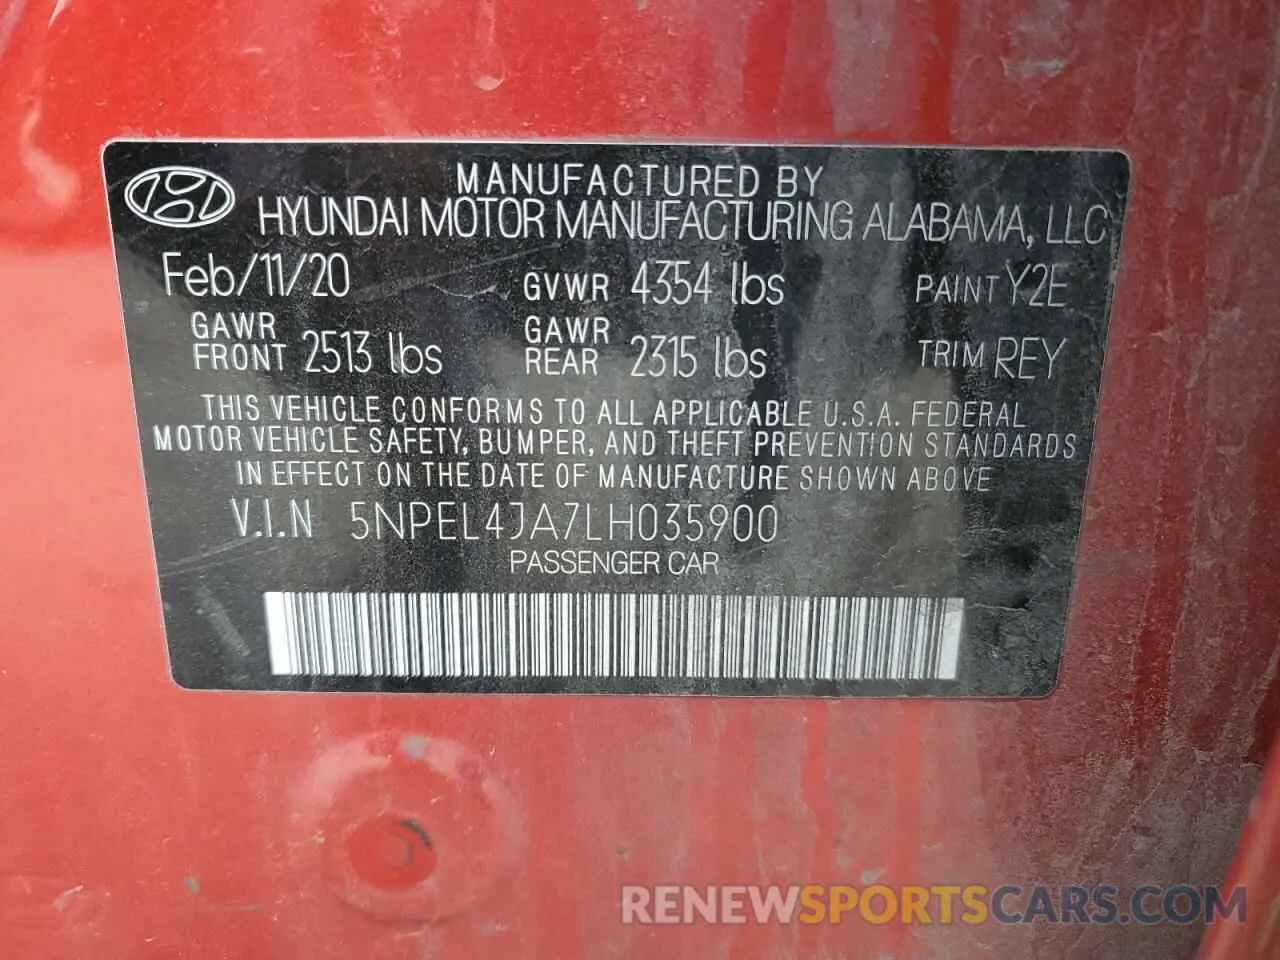 MANUFACTURED BY
HYUNDAI MOTOR MANUFACTURING ALABAMA, LLC
Feb/11/20 GVWR 4354 lbs PAINT Y2E
GAWR FRONT 2513 lbs GAWR REAR 2315 lbs TRIM REY
THIS VEHICLE CONFORMS TO ALL APPLICABLE U.S.A. FEDERAL
MOTOR VEHICLE SAFETY, BUMPER, AND THEFT PREVENTION STANDARDS
IN EFFECT ON THE DATE OF MANUFACTURE SHOWN ABOVE
V.I.N 5NPEL4JA7LH035900
PASSENGER CAR
RENEWSPORTSCARS.COM